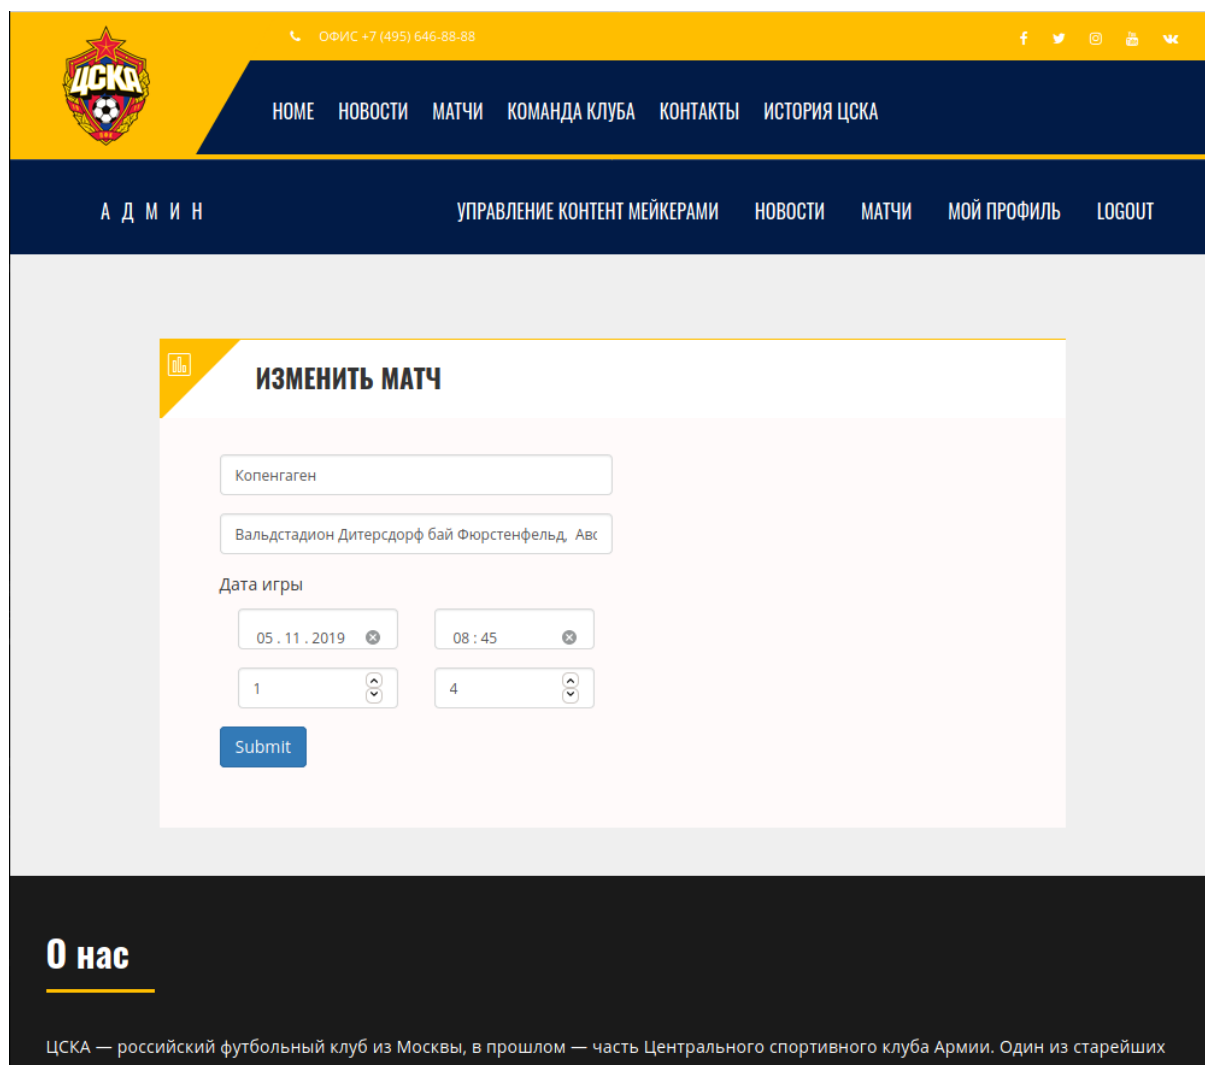 ОФИС +7 (495) 646-88-88
ЦСКА
HOME НОВОСТИ МАТЧИ КОМАНДА КЛУБА КОНТАКТЫ ИСТОРИЯ ЦСКА
АДМИН УПРАВЛЕНИЕ КОНТЕНТ МЕЙКЕРАМИ НОВОСТИ МАТЧИ МОЙ ПРОФИЛЬ LOGOUT
ИЗМЕНИТЬ МАТЧ
Копенгаген
Вальдстадион Дитерсдорф бай Фюрстенфельд, Авс
Дата игры
05 . 11 . 2019 08 : 45
1 4
Submit
О нас
ЦСКА — российский футбольный клуб из Москвы, в прошлом — часть Центрального спортивного клуба Армии. Один из старейших